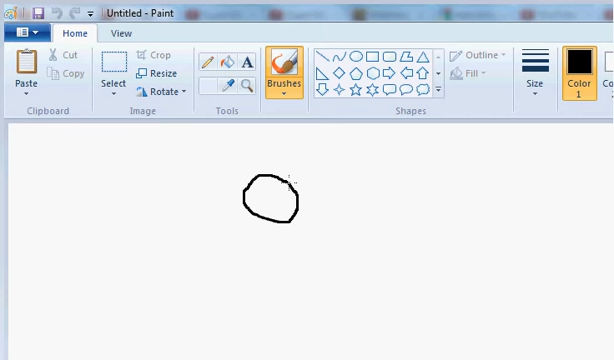 Untitled - Paint
Home View
Paste
Cut
Copy
Clipboard
Select
Crop
Resize
Rotate
Image
A
Tools
Brushes
Shapes
Outline
Fill
Size
Color
1